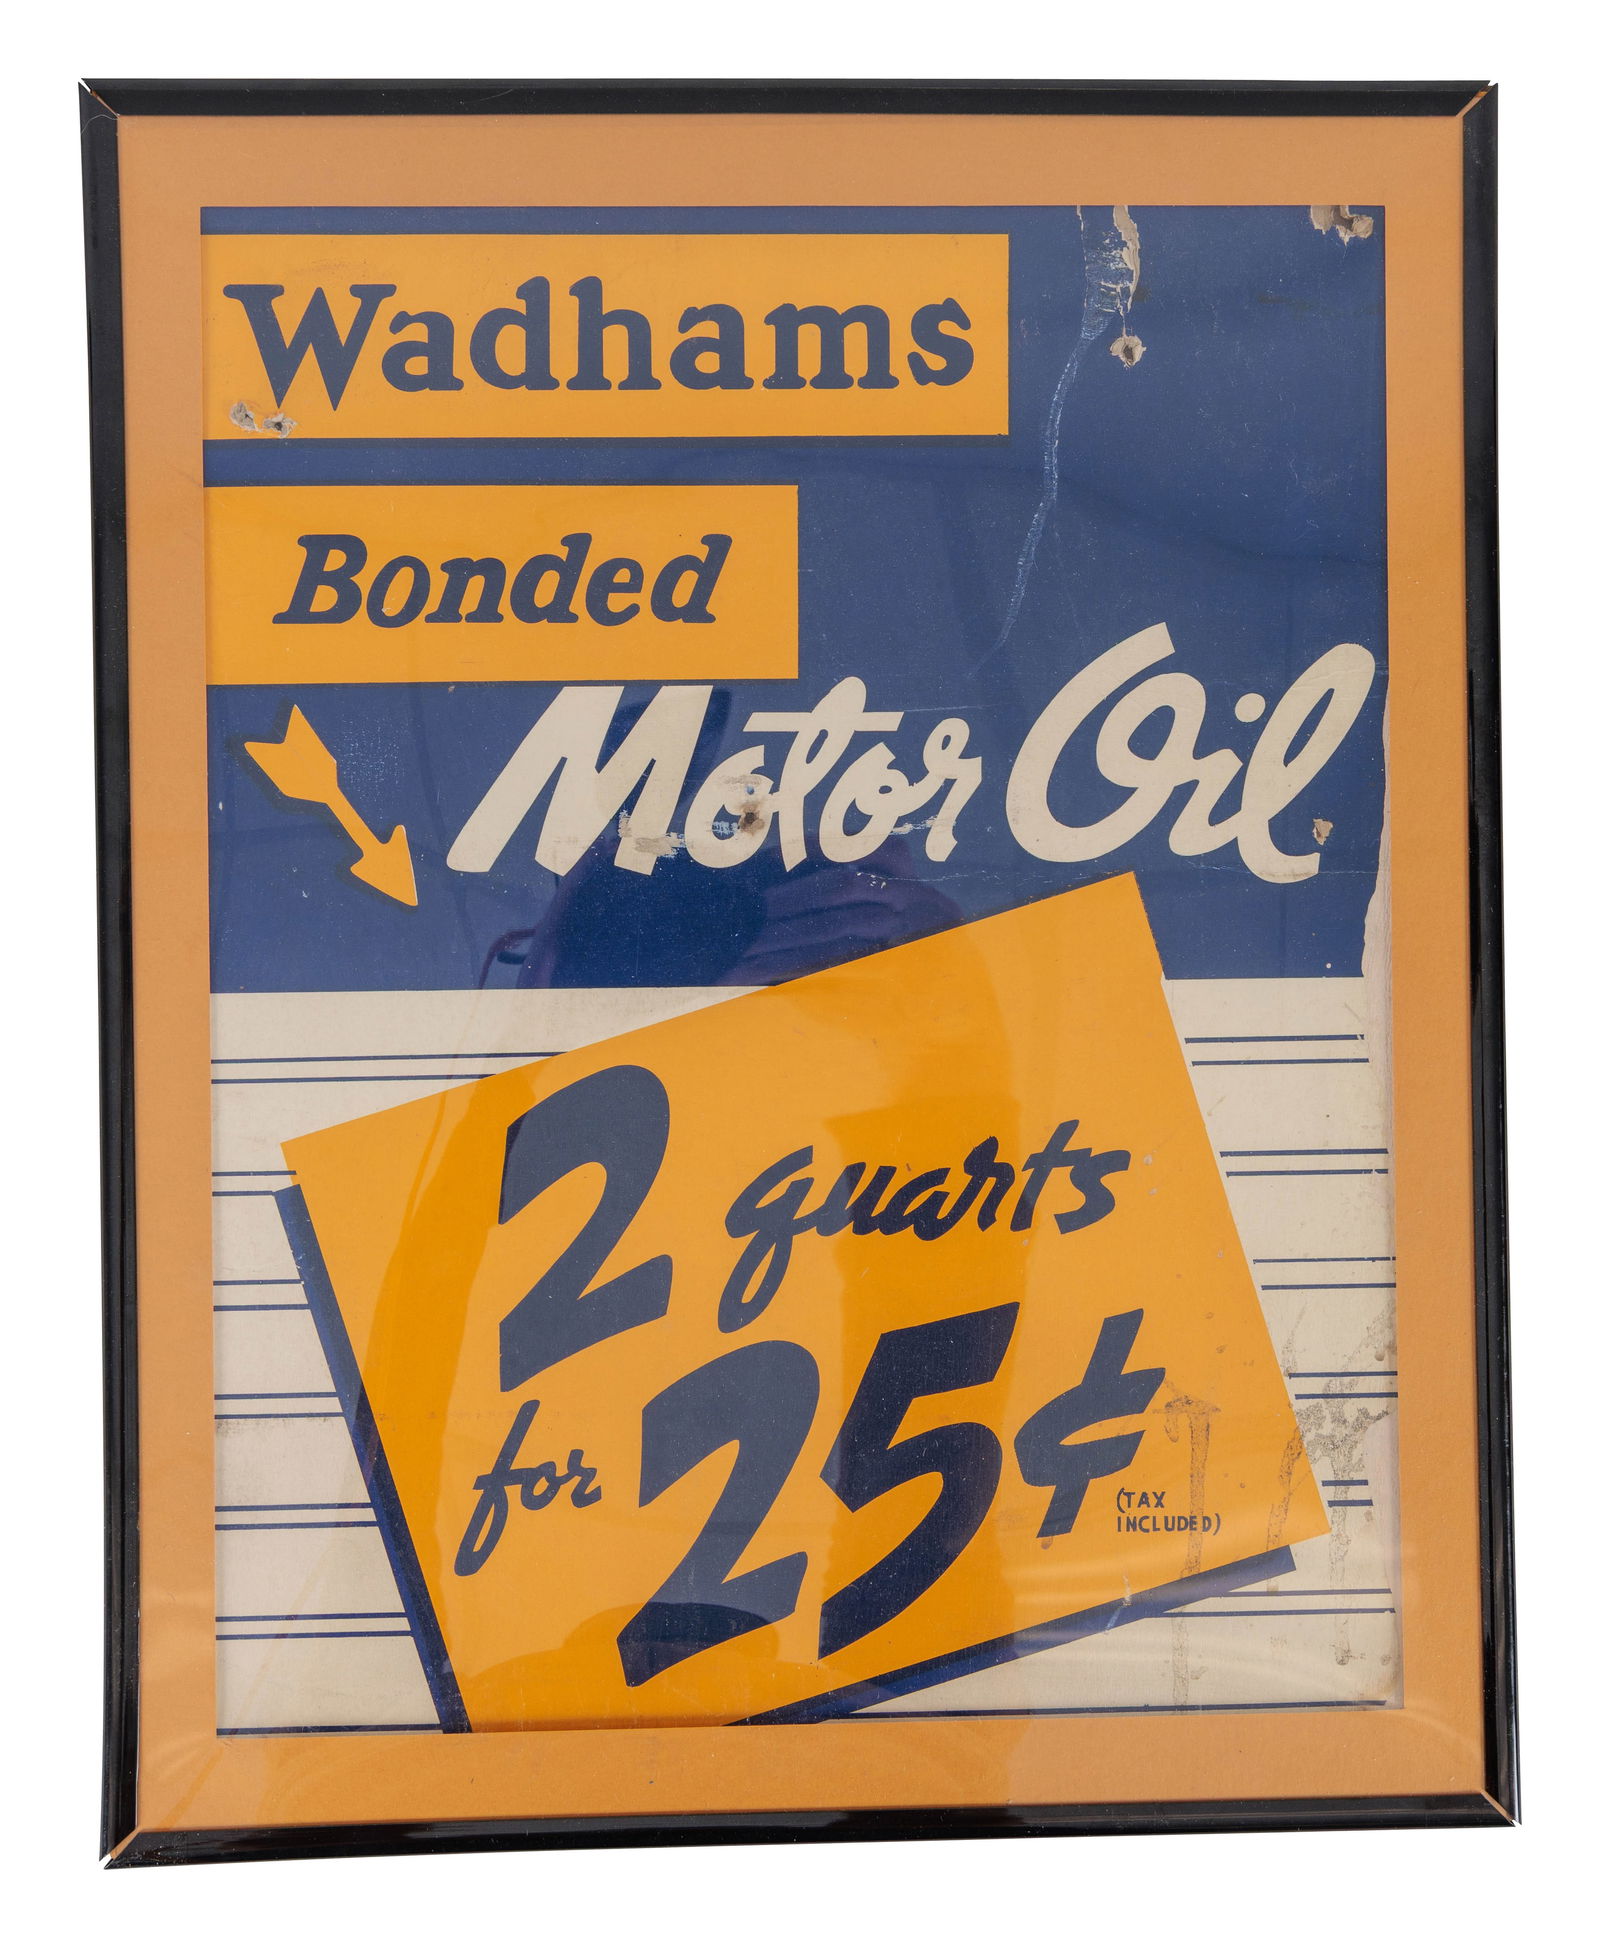 Wadhams
Bonded
Motor Oil
2 quarts
for 25¢
(TAX
INCLUDED)